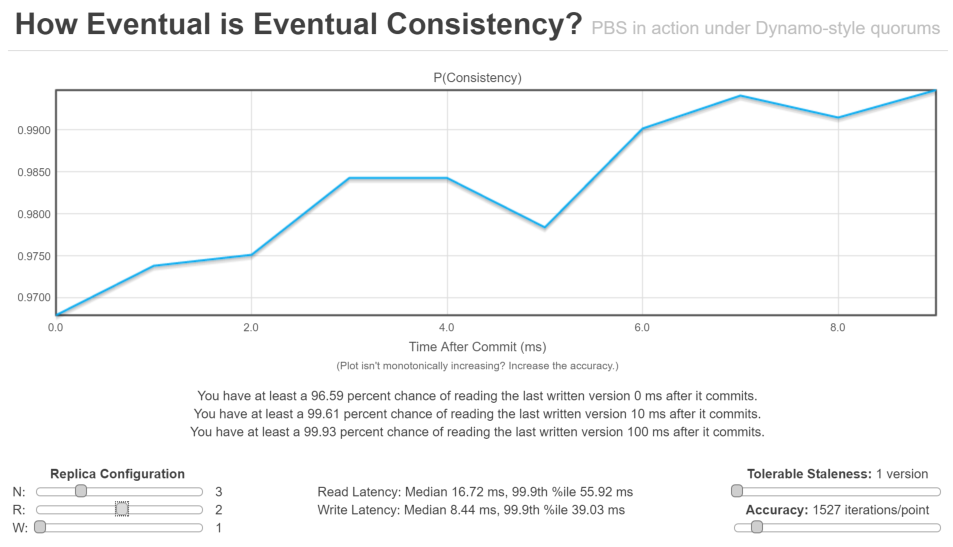 How Eventual is Eventual Consistency? PBS in action under Dynamo-style quorums
P(Consistency)
0.9900
0.9850
0.9800
0.9750
0.9700
0.0 2.0 4.0 6.0 8.0
Time After Commit (ms)
(Plot isn't monotonically increasing? Increase the accuracy.)
You have at least a 96.59 percent chance of reading the last written version 0 ms after it commits.
You have at least a 99.61 percent chance of reading the last written version 10 ms after it commits.
You have at least a 99.93 percent chance of reading the last written version 100 ms after it commits.
Replica Configuration
N: 3
R: 2
W: 1
Read Latency: Median 16.72 ms, 99.9th %ile 55.92 ms
Write Latency: Median 8.44 ms, 99.9th %ile 39.03 ms
Tolerable Staleness: 1 version
Accuracy: 1527 iterations/point